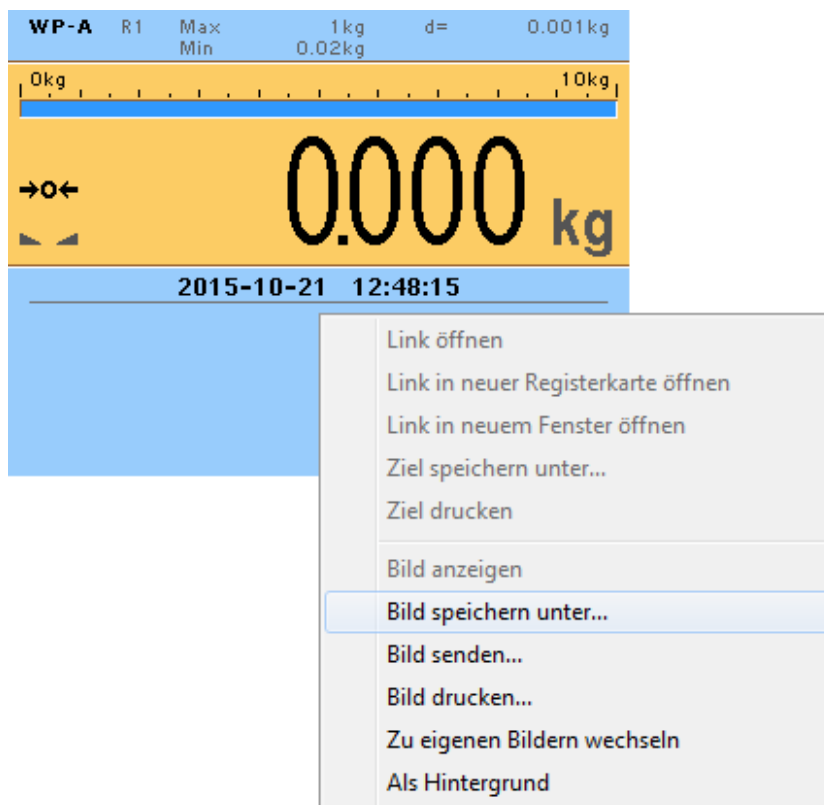 WP-A R1 Max 1kg d= 0.001kg
Min 0.02kg
0kg 10kg
→0← 0.000 kg
2015-10-21 12:48:15
Link öffnen
Link in neuer Registerkarte öffnen
Link in neuem Fenster öffnen
Ziel speichern unter...
Ziel drucken
Bild anzeigen
Bild speichern unter...
Bild senden...
Bild drucken...
Zu eigenen Bildern wechseln
Als Hintergrund